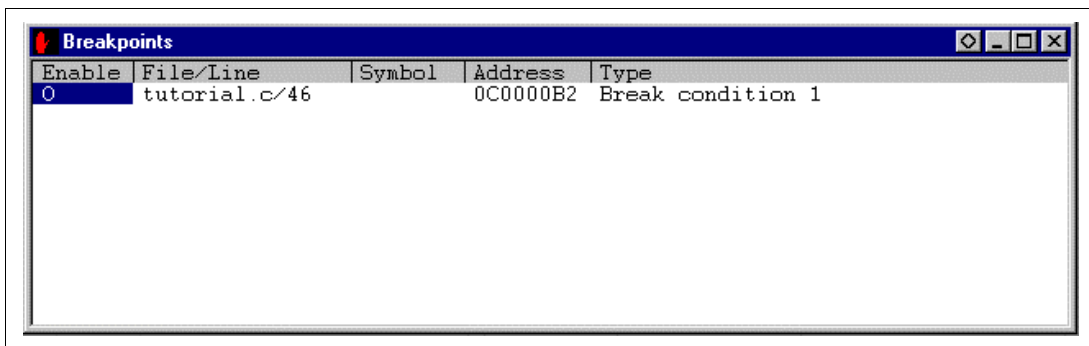 Breakpoints
Enable File/Line Symbol Address Type
O tutorial.c/46 0C0000B2 Break condition 1